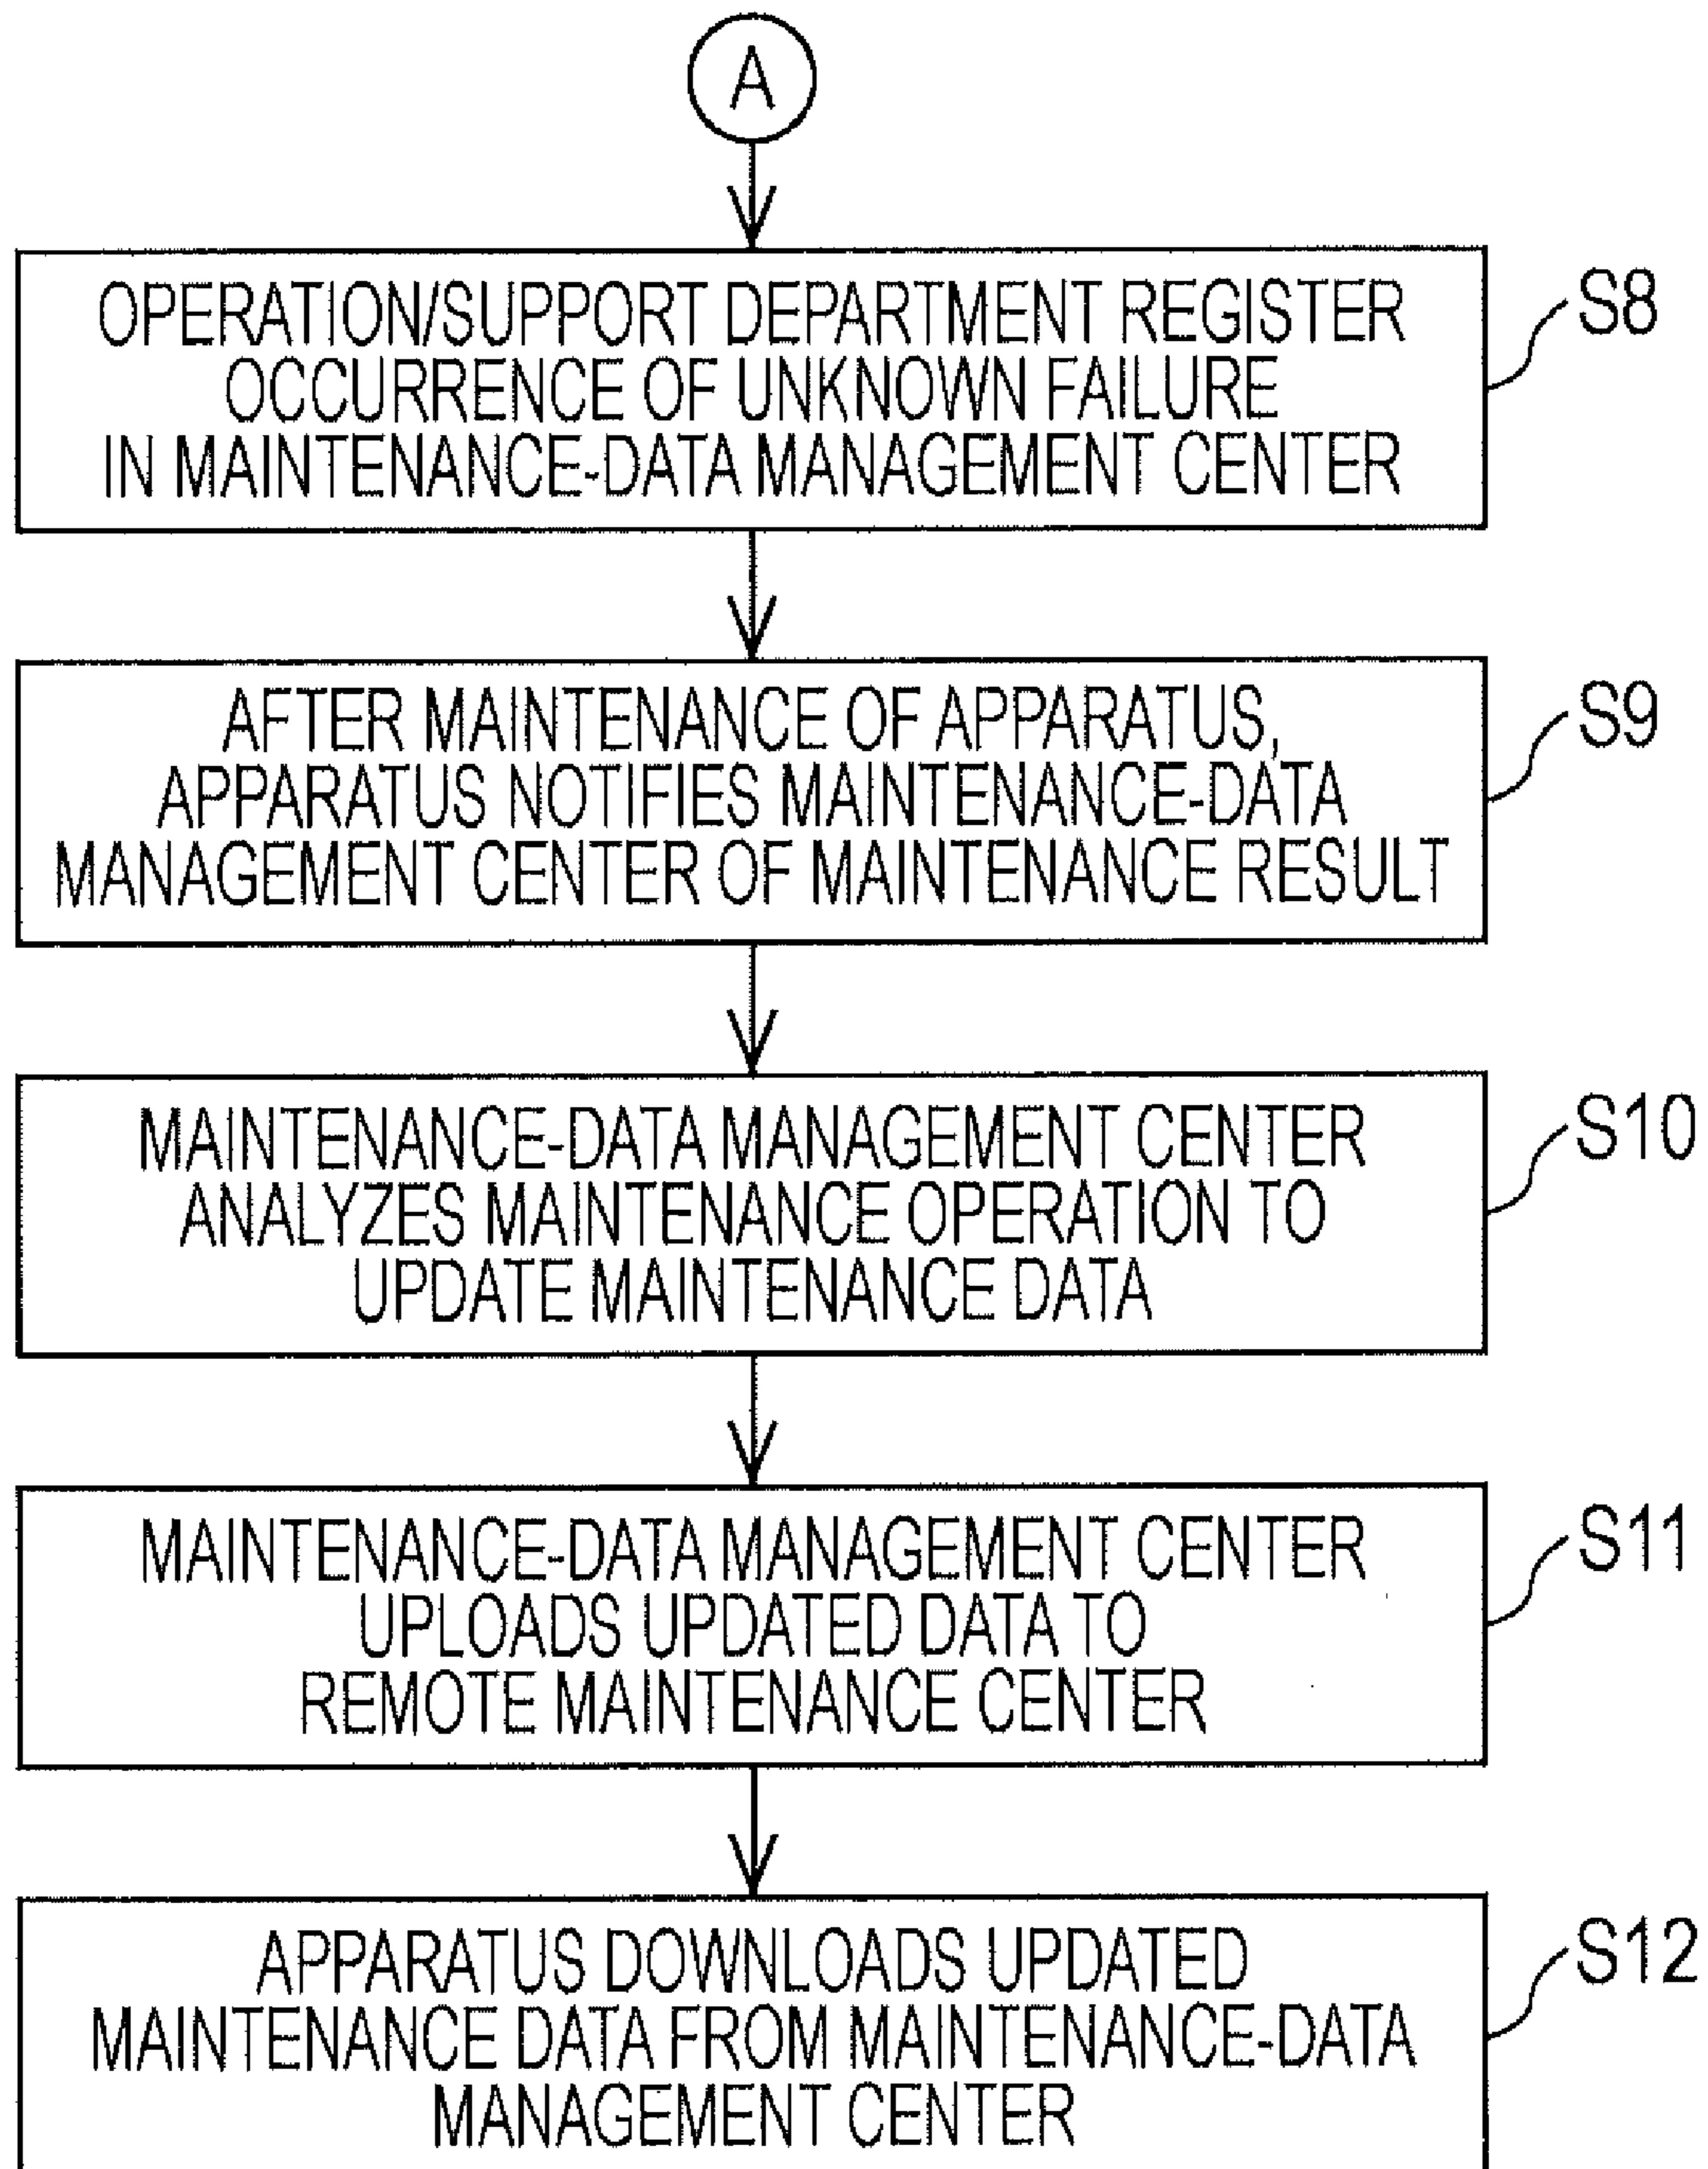 A
OPERATION/SUPPORT DEPARTMENT REGISTER
OCCURRENCE OF UNKNOWN FAILURE
IN MAINTENANCE-DATA MANAGEMENT CENTER
S8
AFTER MAINTENANCE OF APPARATUS,
APPARATUS NOTIFIES MAINTENANCE-DATA
MANAGEMENT CENTER OF MAINTENANCE RESULT
S9
MAINTENANCE-DATA MANAGEMENT CENTER
ANALYZES MAINTENANCE OPERATION TO
UPDATE MAINTENANCE DATA
S10
MAINTENANCE-DATA MANAGEMENT CENTER
UPLOADS UPDATED DATA TO
REMOTE MAINTENANCE CENTER
S11
APPARATUS DOWNLOADS UPDATED
MAINTENANCE DATA FROM MAINTENANCE-DATA
MANAGEMENT CENTER
S12